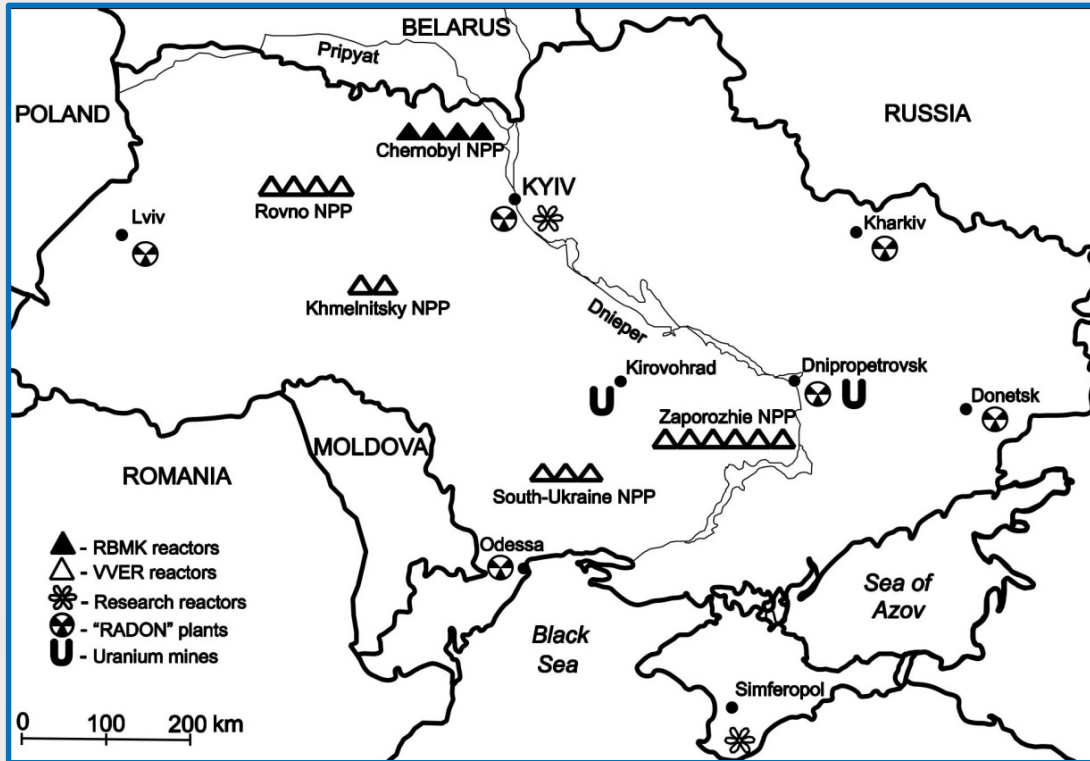 BELARUS
Pripyat
POLAND
RUSSIA
Chernobyl NPP
KYIV
Rovno NPP
Lviv
Kharkiv
Khmelnitsky NPP
Dnieper
Kirovohrad
Dnipropetrovsk
U
U
Donetsk
Zaporozhie NPP
MOLDOVA
ROMANIA
South-Ukraine NPP
Odessa
- RBMK reactors
- VVER reactors
- Research reactors
- "RADON" plants
U - Uranium mines
Sea of
Azov
Black
Sea
Simferopol
0 100 200 km